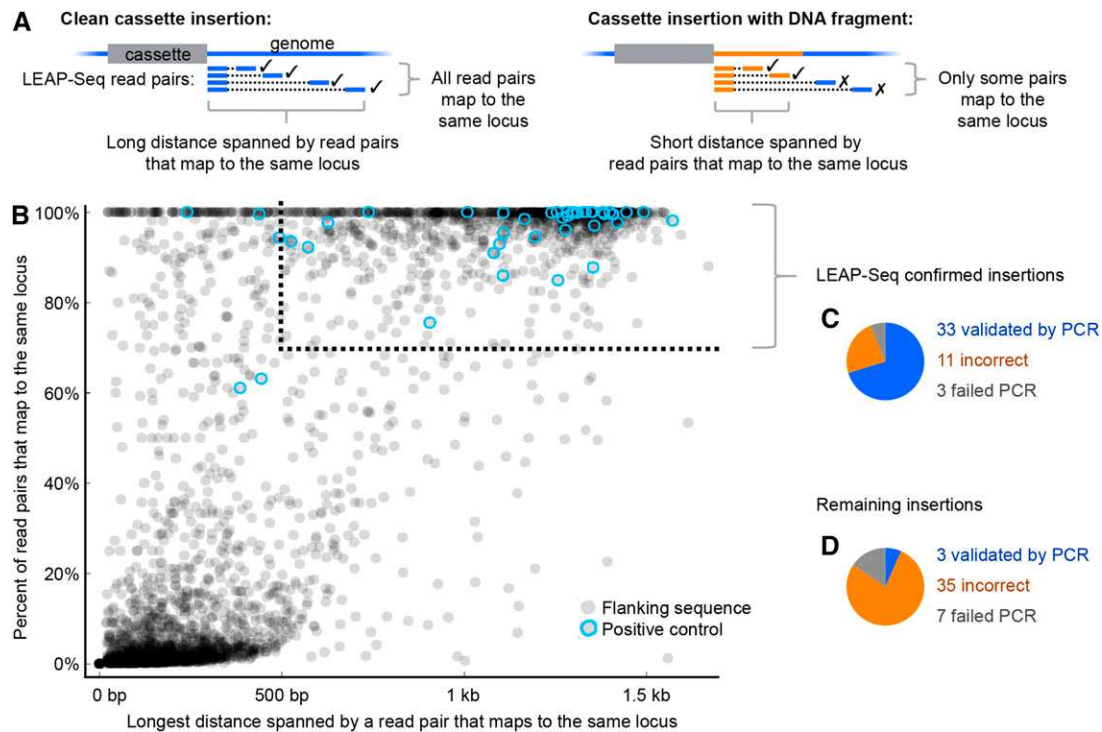 A
Clean cassette insertion:
genome
cassette
LEAP-Seq read pairs:
All read pairs
map to the
same locus
Long distance spanned by read pairs
that map to the same locus
Cassette insertion with DNA fragment:
Only some pairs
map to the
same locus
Short distance spanned by
read pairs that map to the same locus
B
100%
80%
60%
40%
20%
0%
Percent of read pairs that map to the same locus
0 bp
500 bp
1 kb
1.5 kb
Longest distance spanned by a read pair that maps to the same locus
Flanking sequence
Positive control
LEAP-Seq confirmed insertions
C
33 validated by PCR
11 incorrect
3 failed PCR
Remaining insertions
D
3 validated by PCR
35 incorrect
7 failed PCR